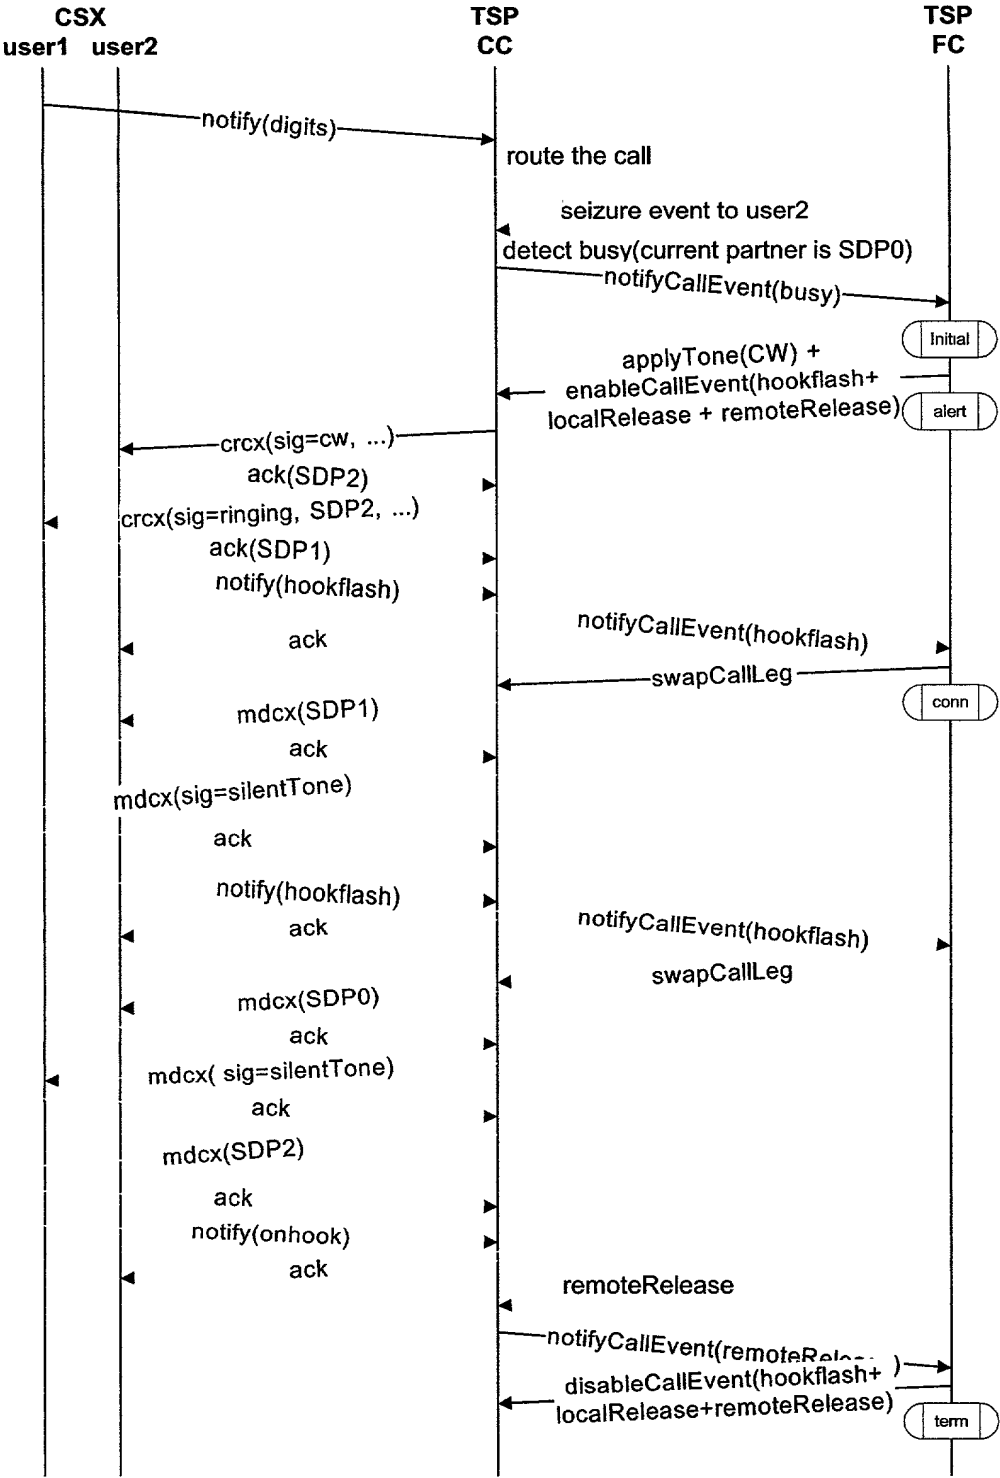 CSX
TSP
TSP
user1 user2
CC
FC
notify(digits)
route the call
seizure event to user2
detect busy(current partner is SDP0)
notifyCallEvent(busy)
Initial
applyTone(CW) +
enableCallEvent(hookflash+
localRelease + remoteRelease)
alert
crcx(sig=cw, ...)
ack(SDP2)
crcx(sig=ringing, SDP2, ...)
ack(SDP1)
notify(hookflash)
notifyCallEvent(hookflash)
ack
swapCallLeg
conn
mdcx(SDP1)
ack
mdcx(sig=silentTone)
ack
notify(hookflash)
notifyCallEvent(hookflash)
ack
swapCallLeg
mdcx(SDP0)
ack
mdcx( sig=silentTone)
ack
mdcx(SDP2)
ack
notify(onhook)
ack
remoteRelease
notifyCallEvent(remoteRelease )
disableCallEvent(hookflash+
localRelease+remoteRelease)
term